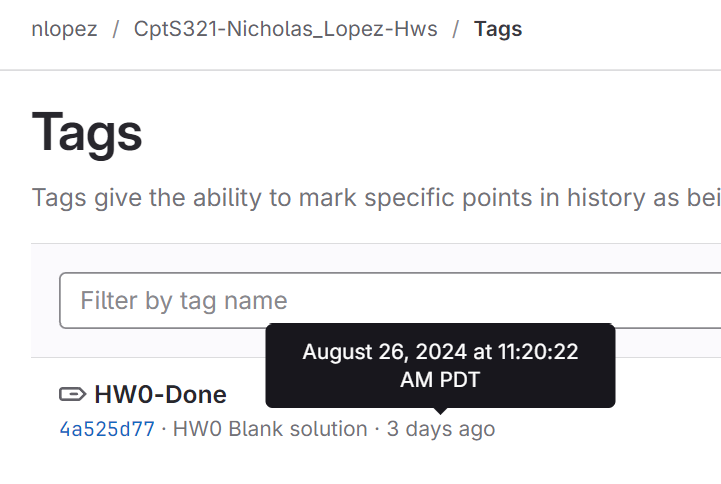 nlopez / CptS321-Nicholas_Lopez-Hws / Tags
Tags
Tags give the ability to mark specific points in history as bei
Filter by tag name
August 26, 2024 at 11:20:22
AM PDT
HW0-Done
4a525d77 · HW0 Blank solution · 3 days ago